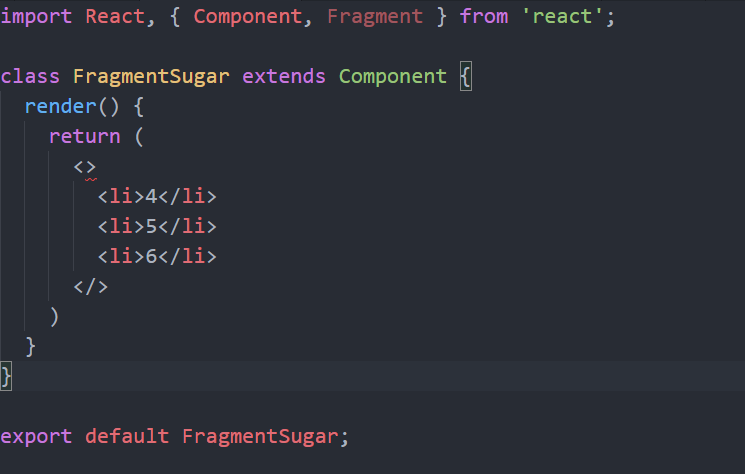 import React, { Component, Fragment } from 'react';
class FragmentSugar extends Component {
render() {
return (
<>
<li>4</li>
<li>5</li>
<li>6</li>
</>
)
}
}
export default FragmentSugar;